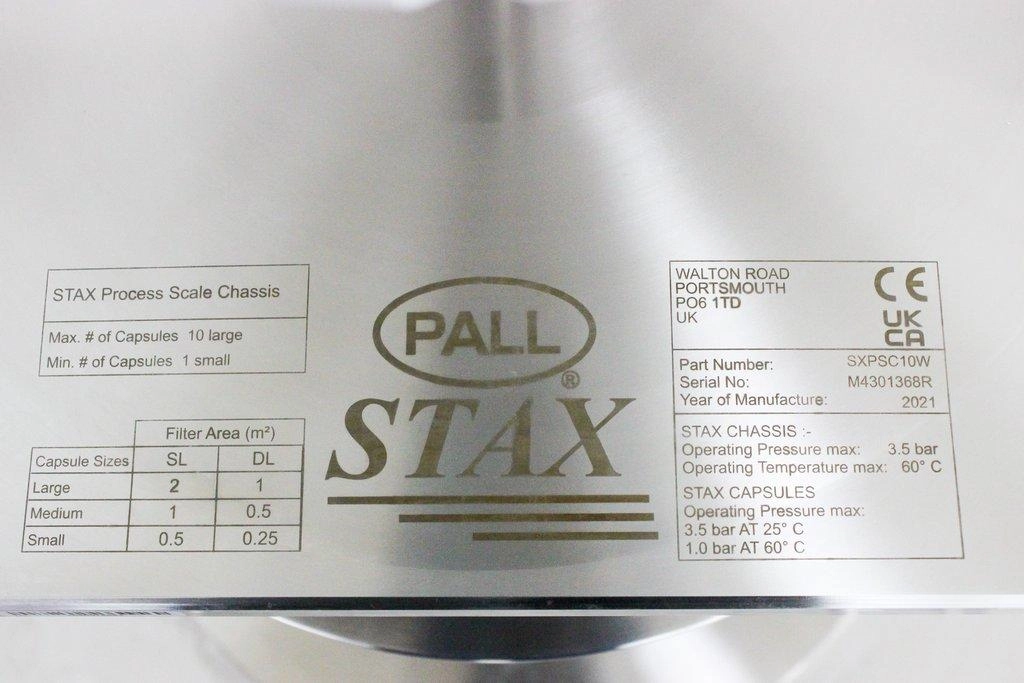 STAX Process Scale Chassis
Max. # of Capsules 10 large
Min. # of Capsules 1 small
Filter Area (m²)
Capsule Sizes SL DL
Large 2 1
Medium 1 0.5
Small 0.5 0.25
PALL
®
STAX
WALTON ROAD
PORTSMOUTH
PO6 1TD
UK
CE
UK
CA
Part Number: SXPSC10W
Serial No: M4301368R
Year of Manufacture: 2021
STAX CHASSIS :-
Operating Pressure max: 3.5 bar
Operating Temperature max: 60° C
STAX CAPSULES
Operating Pressure max:
3.5 bar AT 25° C
1.0 bar AT 60° C